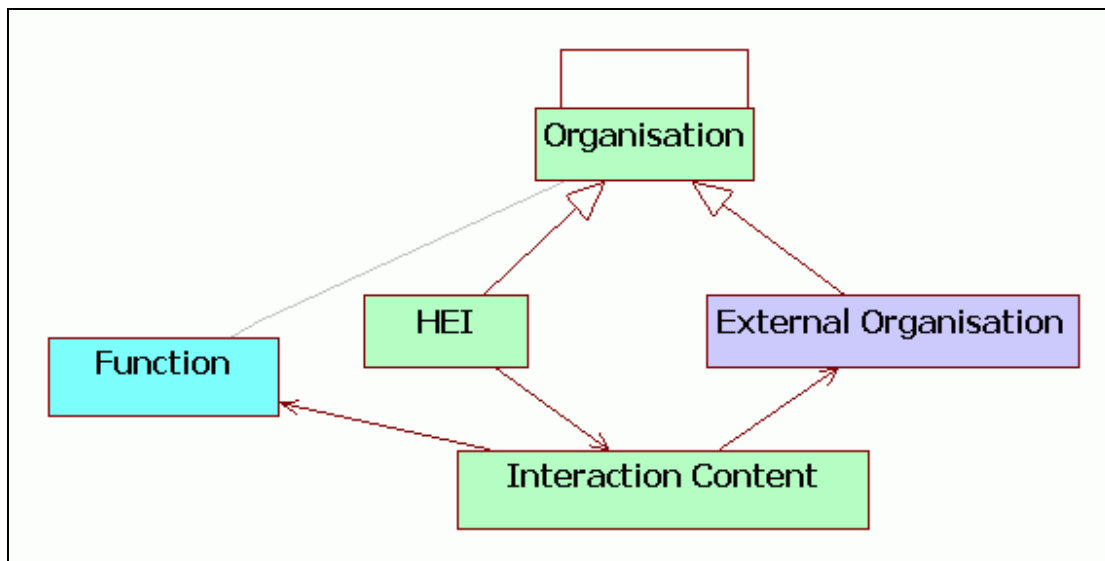 Organisation
HEI
External Organisation
Function
Interaction Content